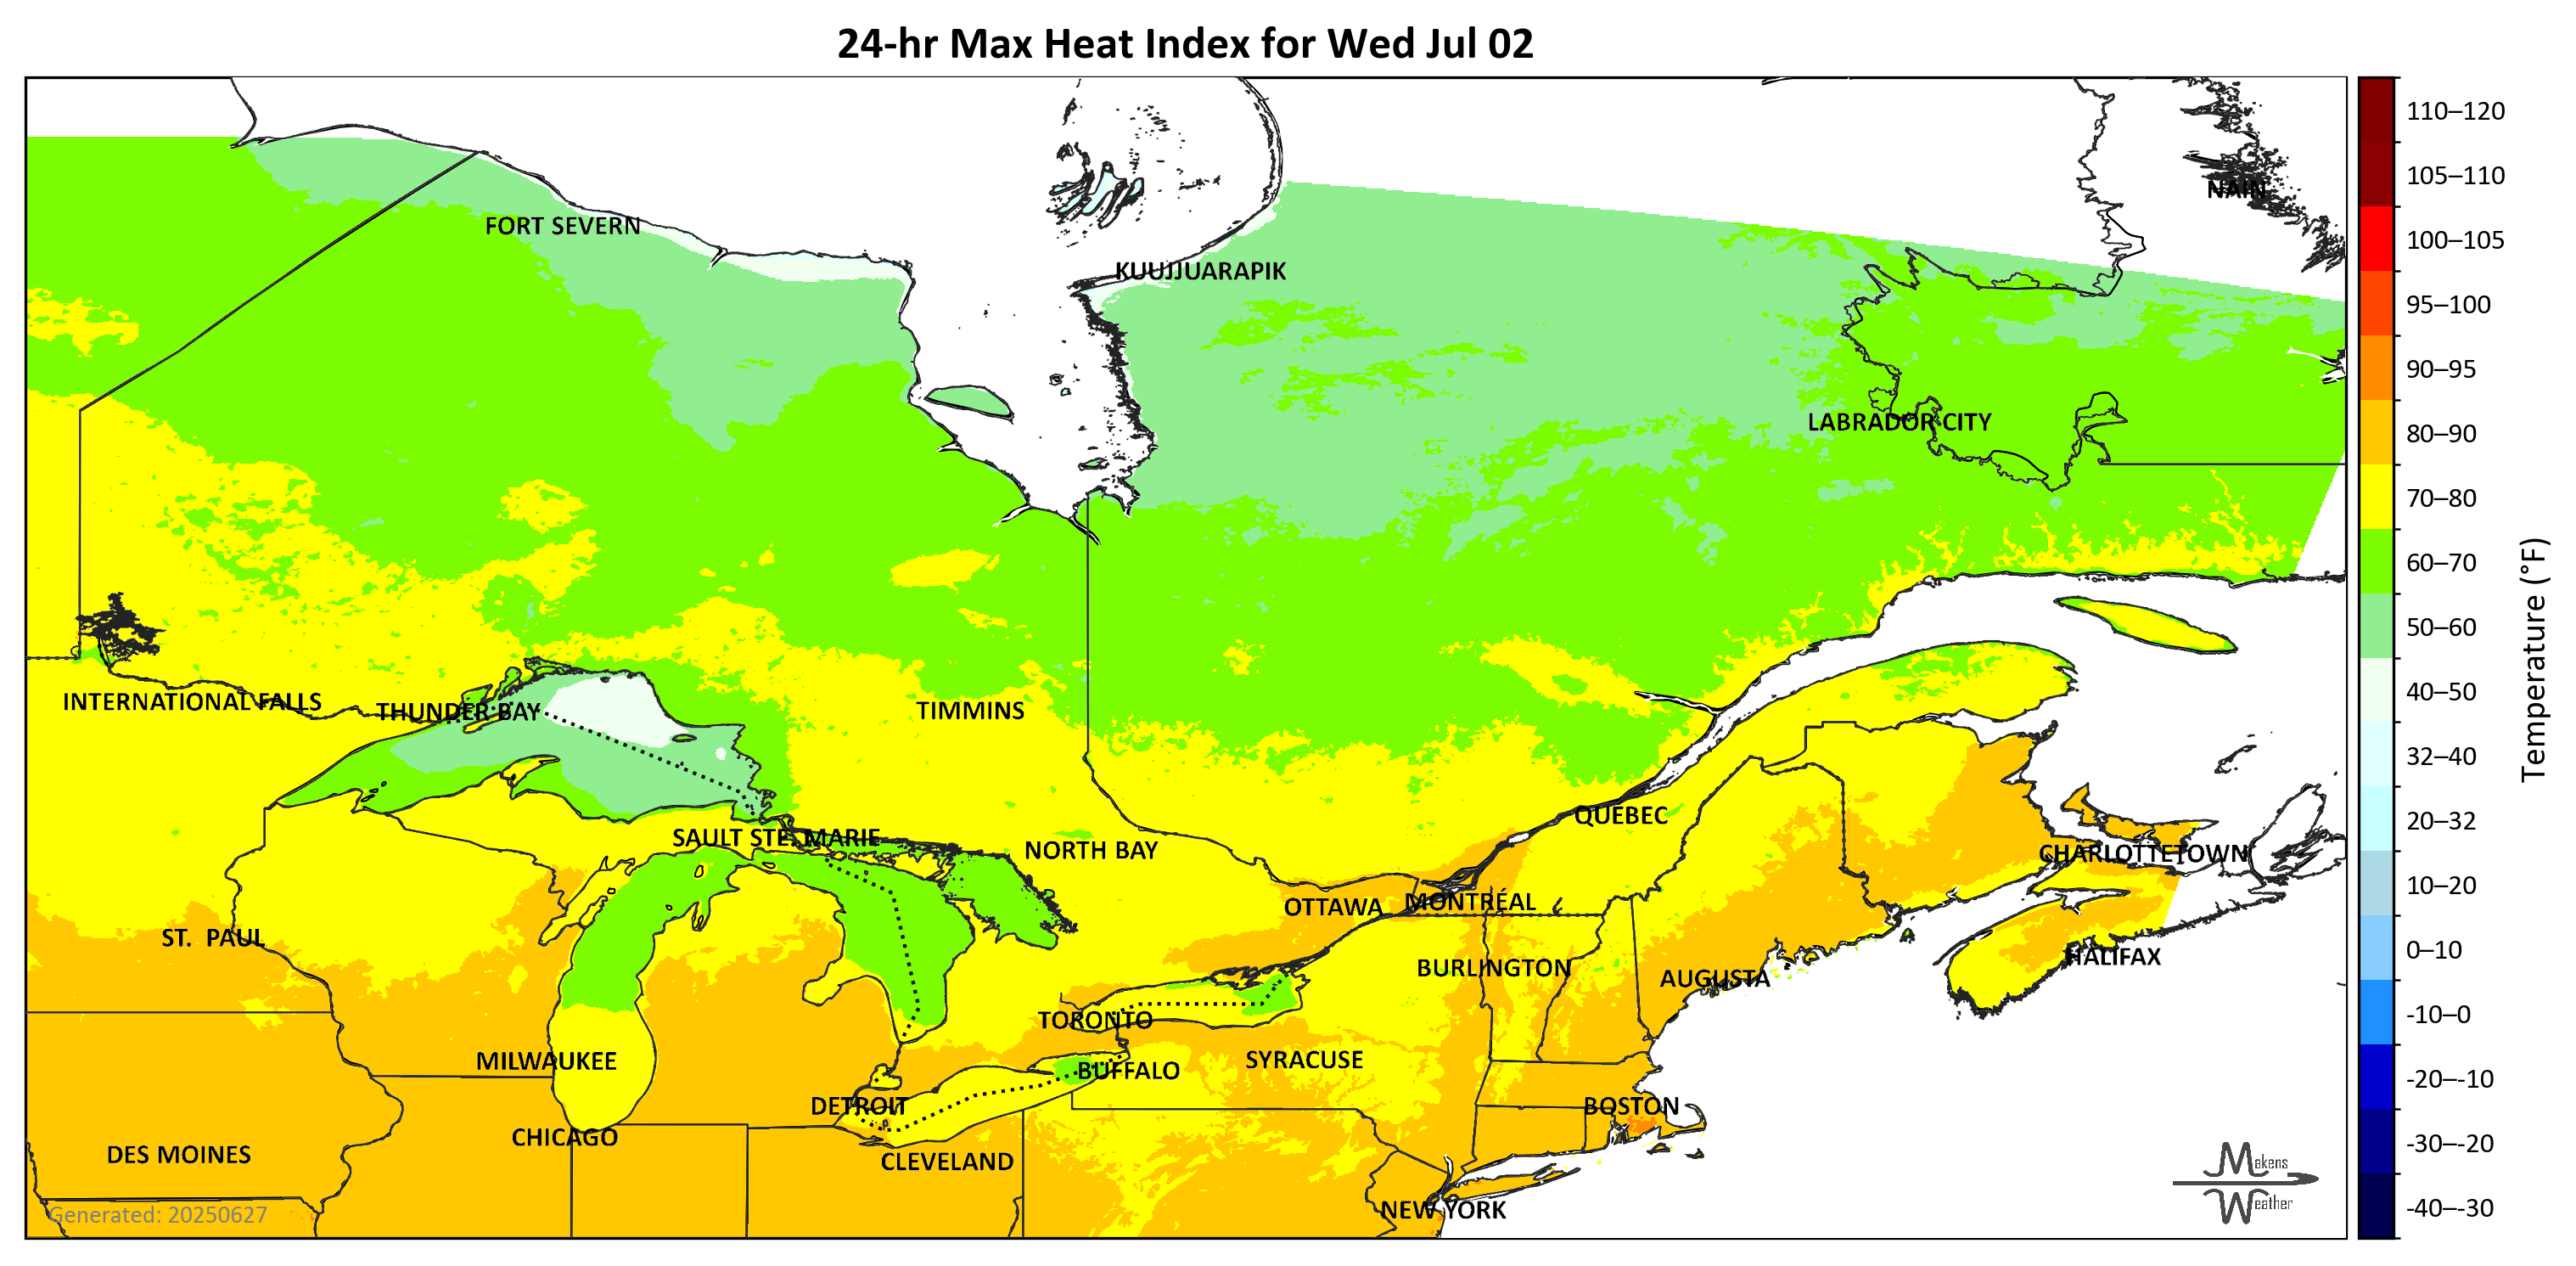 24-hr Max Heat Index for Wed Jul 02
NAIN
FORT SEVERN
KUUJJUARAPIK
LABRADOR CITY
INTERNATIONAL FALLS
THUNDER BAY
TIMMINS
QUÉBEC
SAULT STE. MARIE
NORTH BAY
CHARLOTTETOWN
OTTAWA
MONTRÉAL
ST. PAUL
HALIFAX
BURLINGTON
AUGUSTA
TORONTO
MILWAUKEE
SYRACUSE
BUFFALO
DETROIT
BOSTON
CHICAGO
DES MOINES
CLEVELAND
NEW YORK
Generated: 20250627
Makens
Weather
110–120
105–110
100–105
95–100
90–95
80–90
70–80
60–70
50–60
40–50
32–40
20–32
10–20
0–10
-10–0
-20–-10
-30–-20
-40–-30
Temperature (°F)